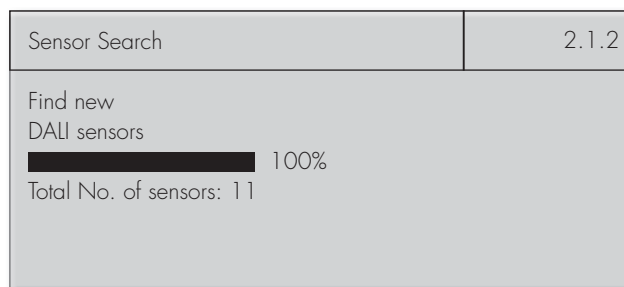 Sensor Search 2.1.2
Find new
DALI sensors
100%
Total No. of sensors: 11